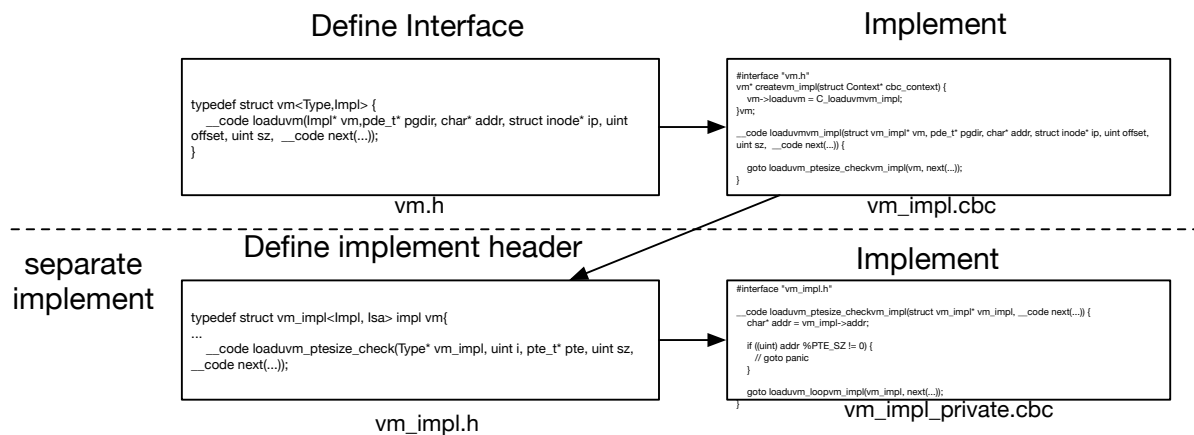 Define Interface
typedef struct vm<Type,Impl> {
__code loaduvm(Impl* vm,pde_t* pgdir, char* addr, struct inode* ip, uint
offset, uint sz,  __code next(...));
}
vm.h
Implement
#interface "vm.h"
vm* createvm_impl(struct Context* cbc_context) {
vm->loaduvm = C_loaduvmvm_impl;
}vm;
__code loaduvmvm_impl(struct vm_impl* vm, pde_t* pgdir, char* addr, struct inode* ip, uint offset,
uint sz,  __code next(...)) {
goto loaduvm_ptesize_checkvm_impl(vm, next(...));
}
vm_impl.cbc
separate
implement
Define implement header
typedef struct vm_impl<Impl, Isa> impl vm{
...
__code loaduvm_ptesize_check(Type* vm_impl, uint i, pte_t* pte, uint sz,
__code next(...));
vm_impl.h
Implement
#interface "vm_impl.h"
__code loaduvm_ptesize_checkvm_impl(struct vm_impl* vm_impl, __code next(...)) {
char* addr = vm_impl->addr;
if ((uint) addr %PTE_SZ != 0) {
// goto panic
}
goto loaduvm_loopvm_impl(vm_impl, next(...));
}
vm_impl_private.cbc